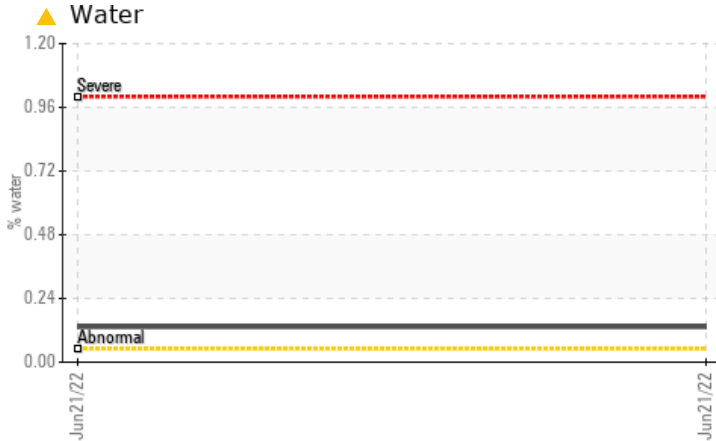 Water
1.20
Severe
0.96
0.72
% water
0.48
0.24
Abnormal
0.00
Jun21/22
Jun21/22